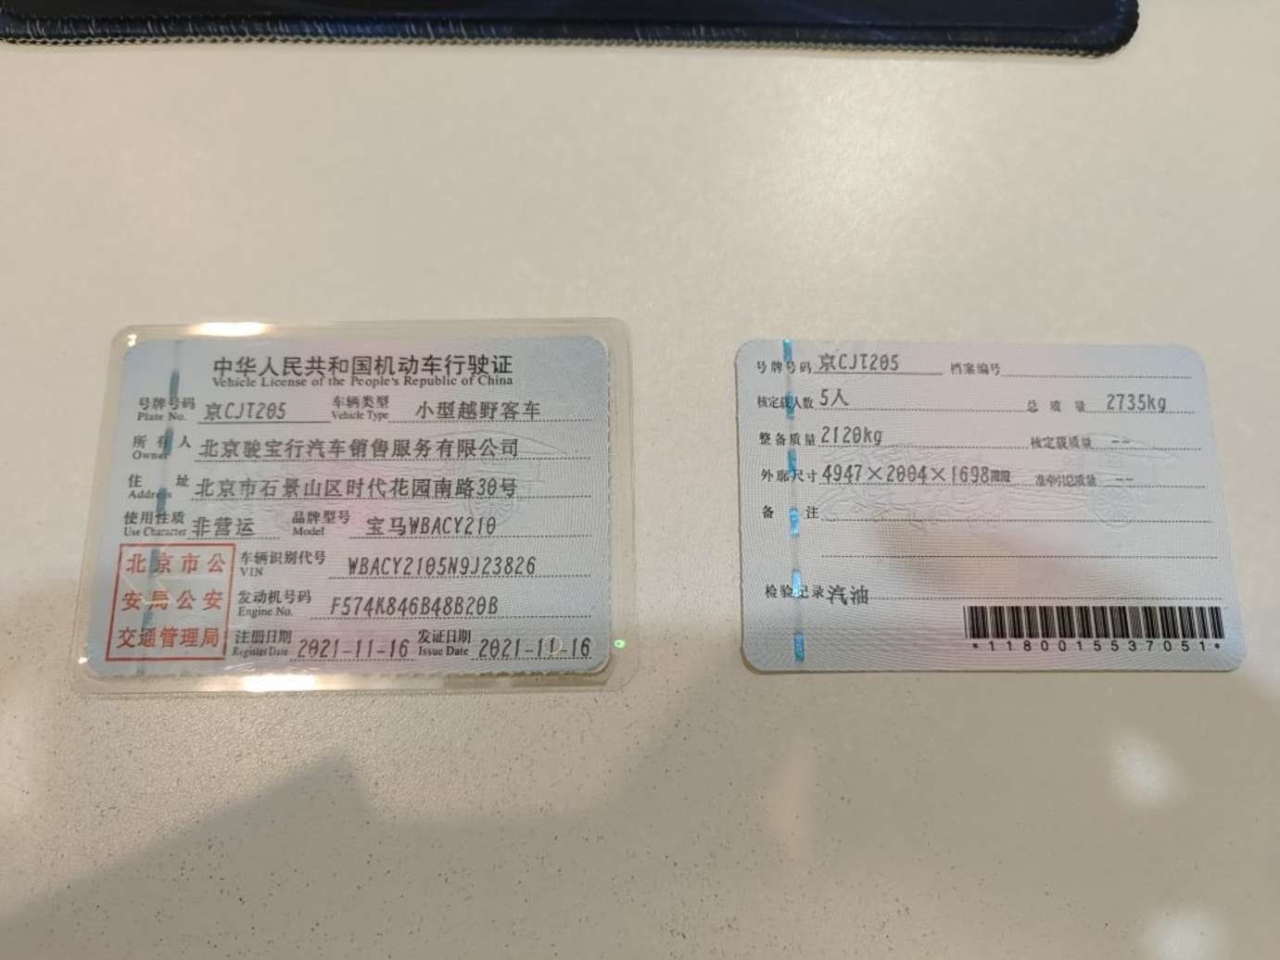 中华人民共和国机动车行驶证
Vehicle License of the People's Republic of China
号牌号码 京CJT205 车辆类型 小型越野客车
Plate No. Vehicle Type
所有人 北京骏宝行汽车销售服务有限公司
Owner
住址 北京市石景山区时代花园南路30号
Address
使用性质 非营运 品牌型号 宝马WBACY210
Use Character Model
北京市公安局公安交通管理局
车辆识别代号 WBACY2105N9J23826
VIN
发动机号码 F574K846B48B20B
Engine No.
注册日期 2021-11-16 发证日期 2021-11-16
Register Date Issue Date
号牌号码 京CJT205 档案编号
核定载人数 5人 总质量 2735kg
整备质量 2120kg 核定载质量 --
外廓尺寸 4947×2004×1698mm 准牵引总质量 --
备注
检验记录 汽油
*1180015537051*